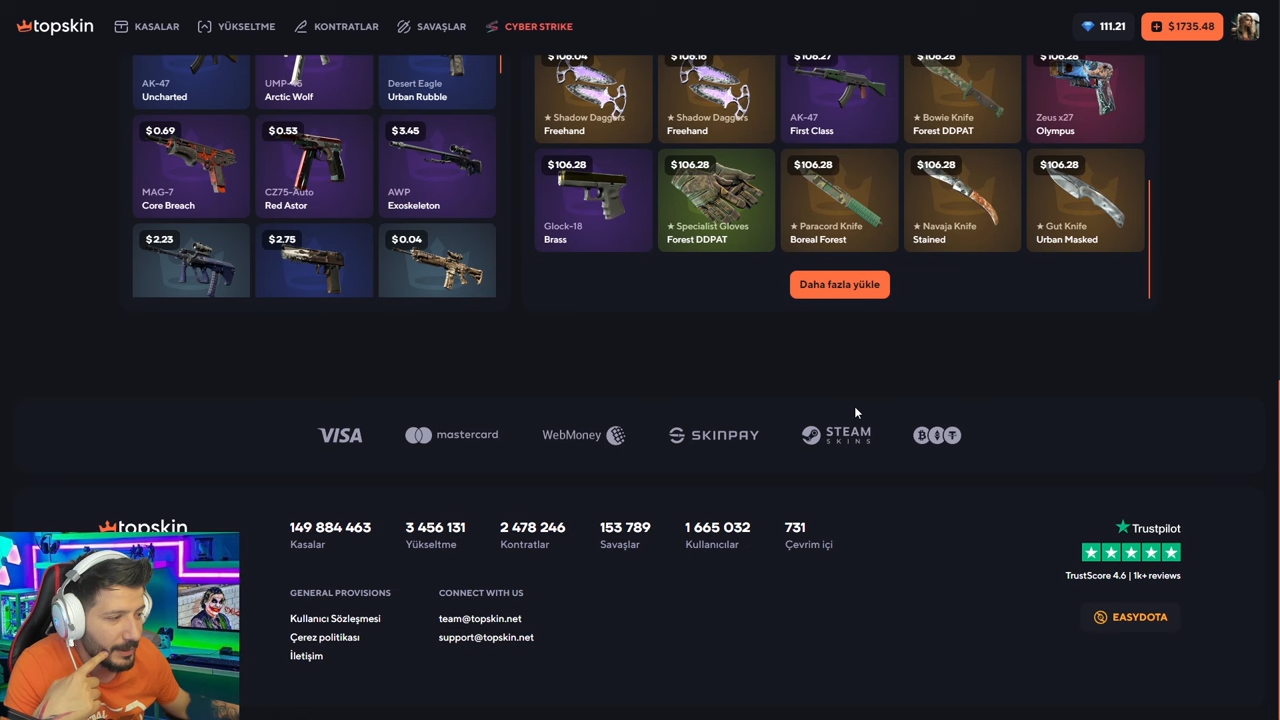 topskin
KASALAR
YÜKSELTME
KONTRATLAR
SAVAŞLAR
CYBER STRIKE
111.21
$1735.48
AK-47
Uncharted
UMP-45
Arctic Wolf
Desert Eagle
Urban Rubble
$0.69
MAG-7
Core Breach
$0.53
CZ75-Auto
Red Astor
$3.45
AWP
Exoskeleton
$2.23
$2.75
$0.04
$106.04
★ Shadow Daggers
Freehand
$106.18
★ Shadow Daggers
Freehand
$106.27
AK-47
First Class
$106.28
★ Bowie Knife
Forest DDPAT
$106.28
Zeus x27
Olympus
$106.28
Glock-18
Brass
$106.28
★ Specialist Gloves
Forest DDPAT
$106.28
★ Paracord Knife
Boreal Forest
$106.28
★ Navaja Knife
Stained
$106.28
★ Gut Knife
Urban Masked
Daha fazla yükle
VISA
mastercard
WebMoney
SKINPAY
STEAM
SKINS
topskin
149 884 463
Kasalar
3 456 131
Yükseltme
2 478 246
Kontratlar
153 789
Savaşlar
1 665 032
Kullanıcılar
731
Çevrim içi
GENERAL PROVISIONS
Kullanıcı Sözleşmesi
Çerez politikası
İletişim
CONNECT WITH US
team@topskin.net
support@topskin.net
Trustpilot
TrustScore 4.6 | 1k+ reviews
EASYDOTA